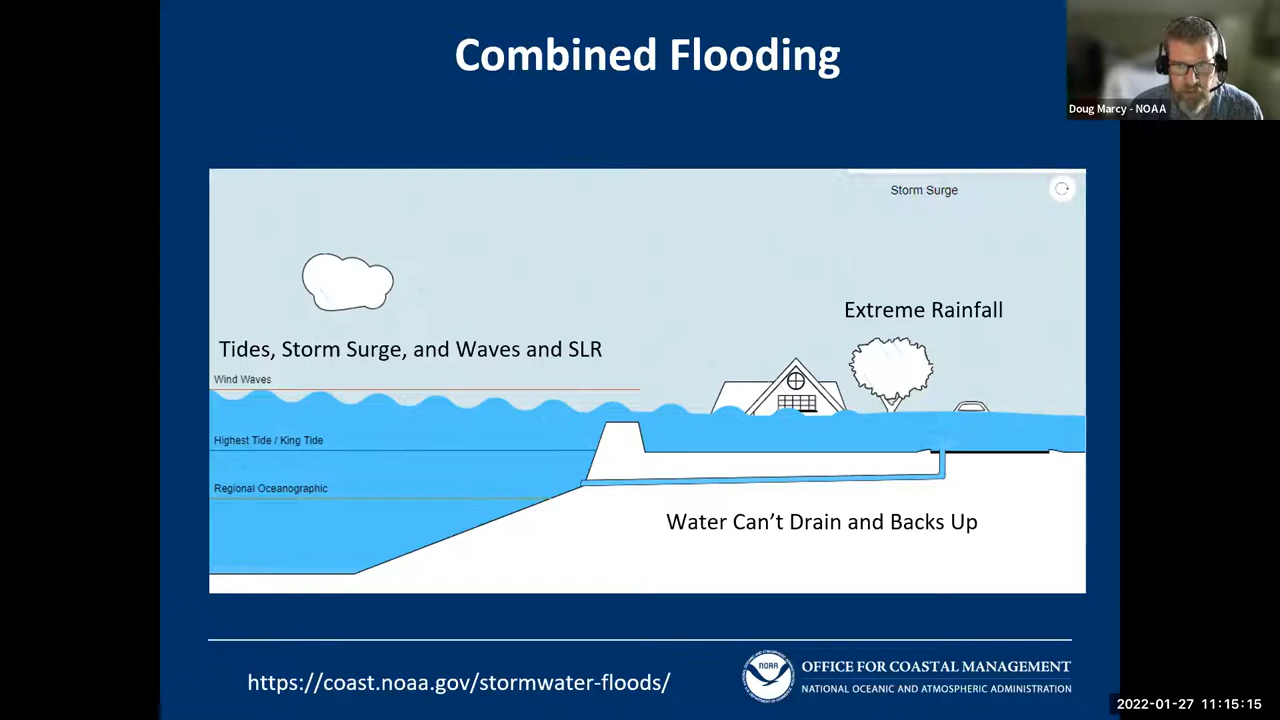 Combined Flooding
Doug Marcy - NOAA
Storm Surge
Extreme Rainfall
Tides, Storm Surge, and Waves and SLR
Wind Waves
Highest Tide / King Tide
Regional Oceanographic
Water Can’t Drain and Backs Up
https://coast.noaa.gov/stormwater-floods/
NOAA
OFFICE FOR COASTAL MANAGEMENT
NATIONAL OCEANIC AND ATMOSPHERIC ADMINISTRATION
2022-01-27 11:15:15